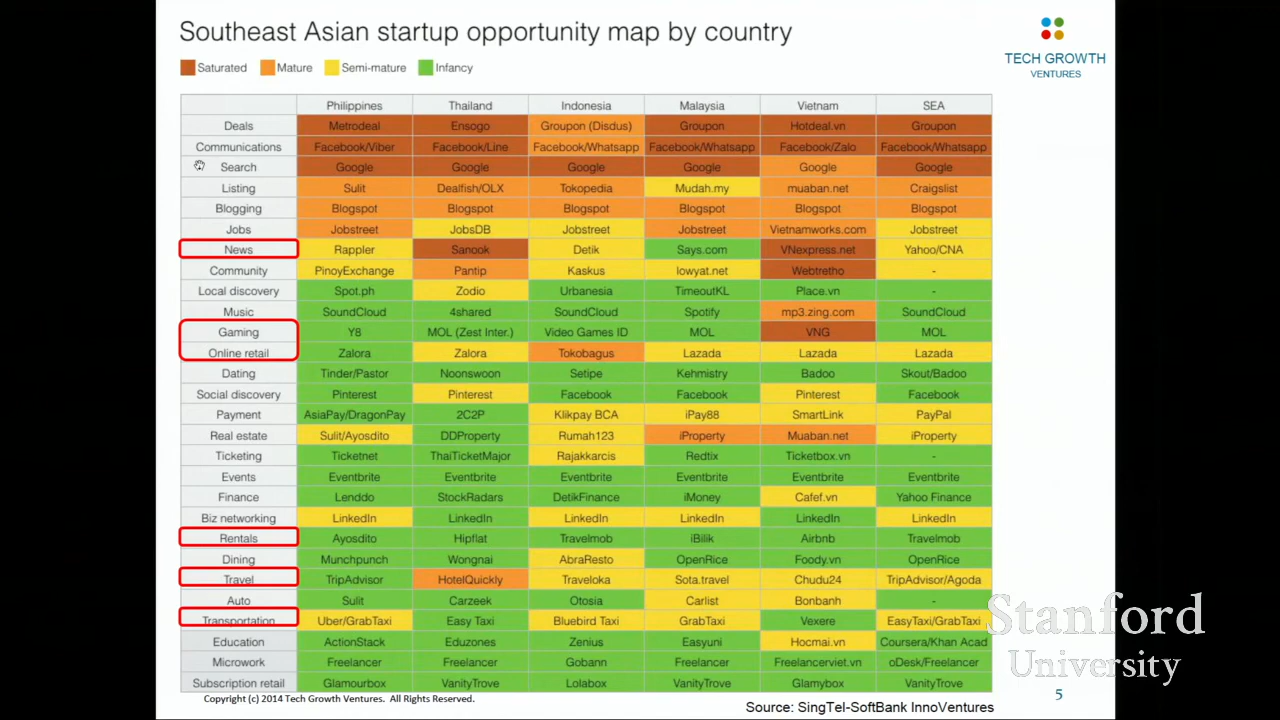 Southeast Asian startup opportunity map by country
TECH GROWTH
VENTURES
Saturated Mature Semi-mature Infancy
Philippines Thailand Indonesia Malaysia Vietnam SEA
Deals Metrodeal Ensogo Groupon (Disdus) Groupon Hotdeal.vn Groupon
Communications Facebook/Viber Facebook/Line Facebook/Whatsapp Facebook/Whatsapp Facebook/Zalo Facebook/Whatsapp
Search Google Google Google Google Google Google
Listing Sulit Dealfish/OLX Tokopedia Mudah.my muaban.net Craigslist
Blogging Blogspot Blogspot Blogspot Blogspot Blogspot Blogspot
Jobs Jobstreet JobsDB Jobstreet Jobstreet Vietnamworks.com Jobstreet
News Rappler Sanook Detik Says.com VNexpress.net Yahoo/CNA
Community PinoyExchange Pantip Kaskus lowyat.net Webtretho -
Local discovery Spot.ph Zodio Urbanesia TimeoutKL Place.vn -
Music SoundCloud 4shared SoundCloud Spotify mp3.zing.com SoundCloud
Gaming Y8 MOL (Zest Inter.) Video Games ID MOL VNG MOL
Online retail Zalora Zalora Tokobagus Lazada Lazada Lazada
Dating Tinder/Pastor Noonswoon Setipe Kehmistry Badoo Skout/Badoo
Social discovery Pinterest Pinterest Facebook Facebook Pinterest Facebook
Payment AsiaPay/DragonPay 2C2P Klikpay BCA iPay88 SmartLink PayPal
Real estate Sulit/Ayosdito DDProperty Rumah123 iProperty Muaban.net iProperty
Ticketing Ticketnet ThaiTicketMajor Rajakkarcis Redtix Ticketbox.vn -
Events Eventbrite Eventbrite Eventbrite Eventbrite Eventbrite Eventbrite
Finance Lenddo StockRadars DetikFinance iMoney Cafef.vn Yahoo Finance
Biz networking LinkedIn LinkedIn LinkedIn LinkedIn LinkedIn LinkedIn
Rentals Ayosdito Hipflat Travelmob iBilik Airbnb Travelmob
Dining Munchpunch Wongnai AbraResto OpenRice Foody.vn OpenRice
Travel TripAdvisor HotelQuickly Traveloka Sota.travel Chudu24 TripAdvisor/Agoda
Auto Sulit Carzeek Otosia Carlist Bonbanh -
Transportation Uber/GrabTaxi Easy Taxi Bluebird Taxi GrabTaxi Vexere EasyTaxi/GrabTaxi
Education ActionStack Eduzones Zenius Easyuni Hocmai.vn Coursera/Khan Acad
Microwork Freelancer Freelancer Gobann Freelancer Freelancerviet.vn oDesk/Freelancer
Subscription retail Glamourbox VanityTrove Lolabox VanityTrove Glamybox VanityTrove
Stanford
University
Copyright (c) 2014 Tech Growth Ventures. All Rights Reserved.
5
Source: SingTel-SoftBank InnoVentures